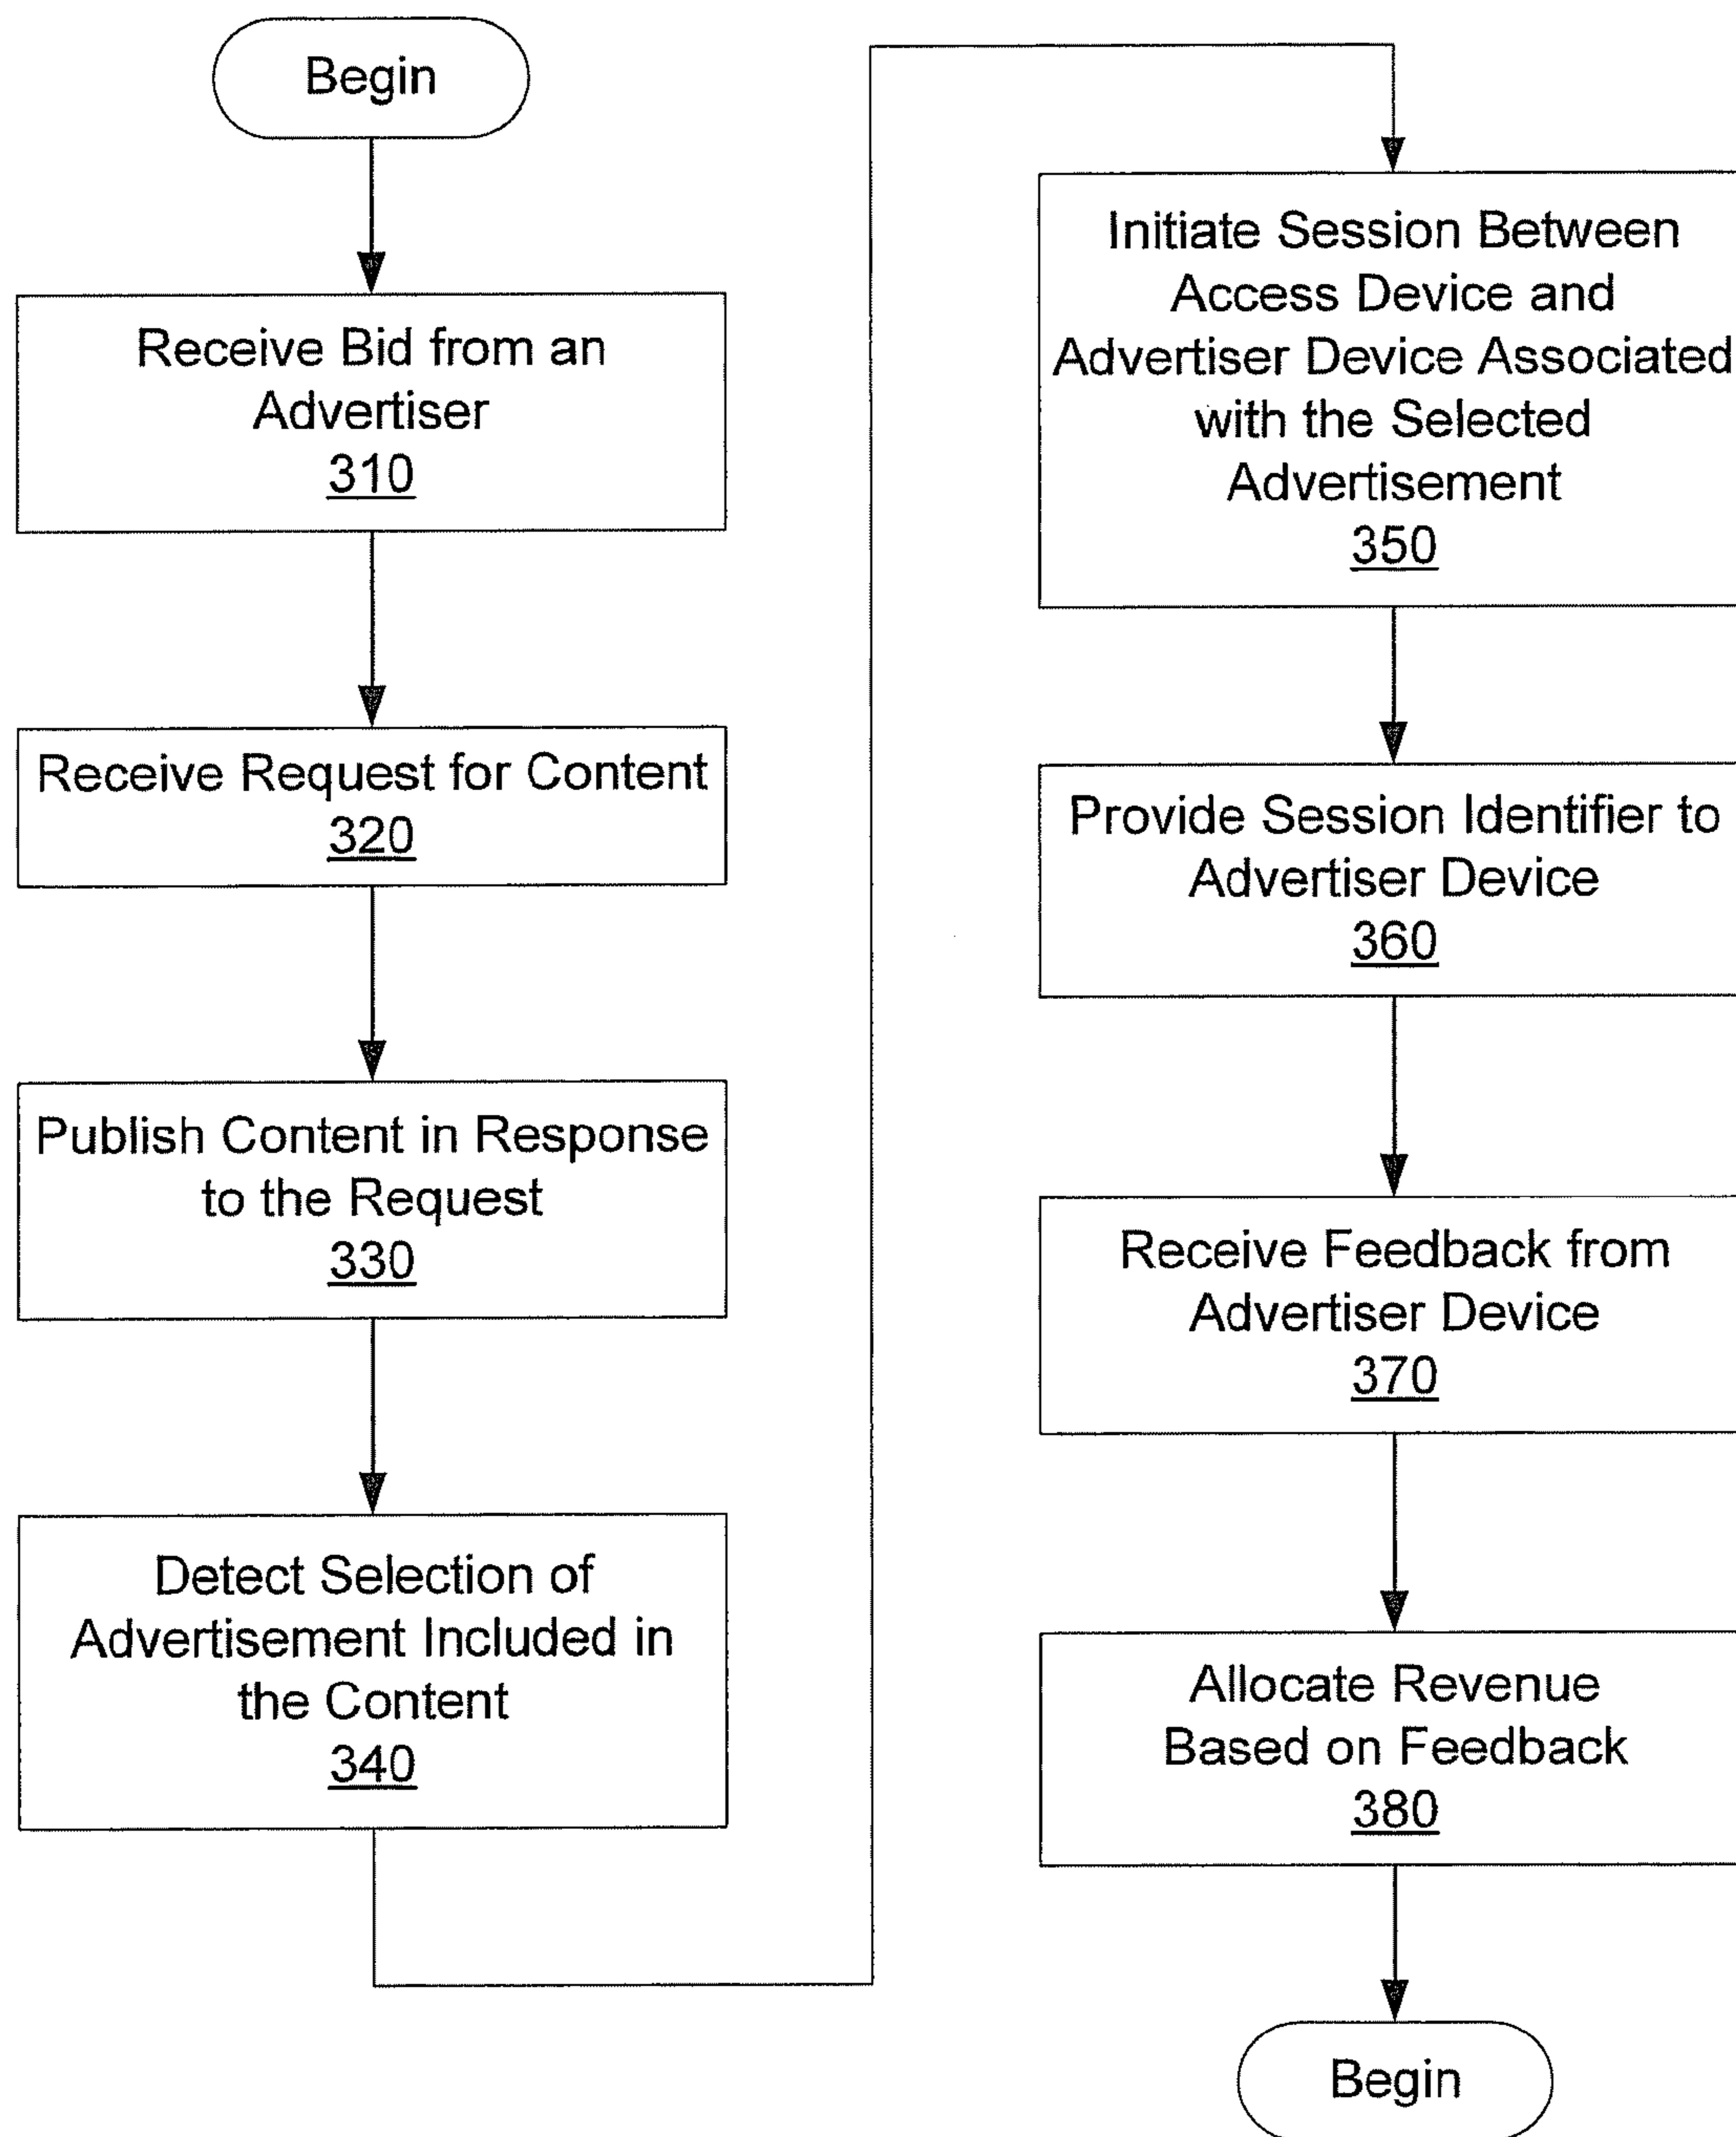 Begin
Receive Bid from an
Advertiser
310
Receive Request for Content
320
Publish Content in Response
to the Request
330
Detect Selection of
Advertisement Included in
the Content
340
Initiate Session Between
Access Device and
Advertiser Device Associated
with the Selected
Advertisement
350
Provide Session Identifier to
Advertiser Device
360
Receive Feedback from
Advertiser Device
370
Allocate Revenue
Based on Feedback
380
Begin